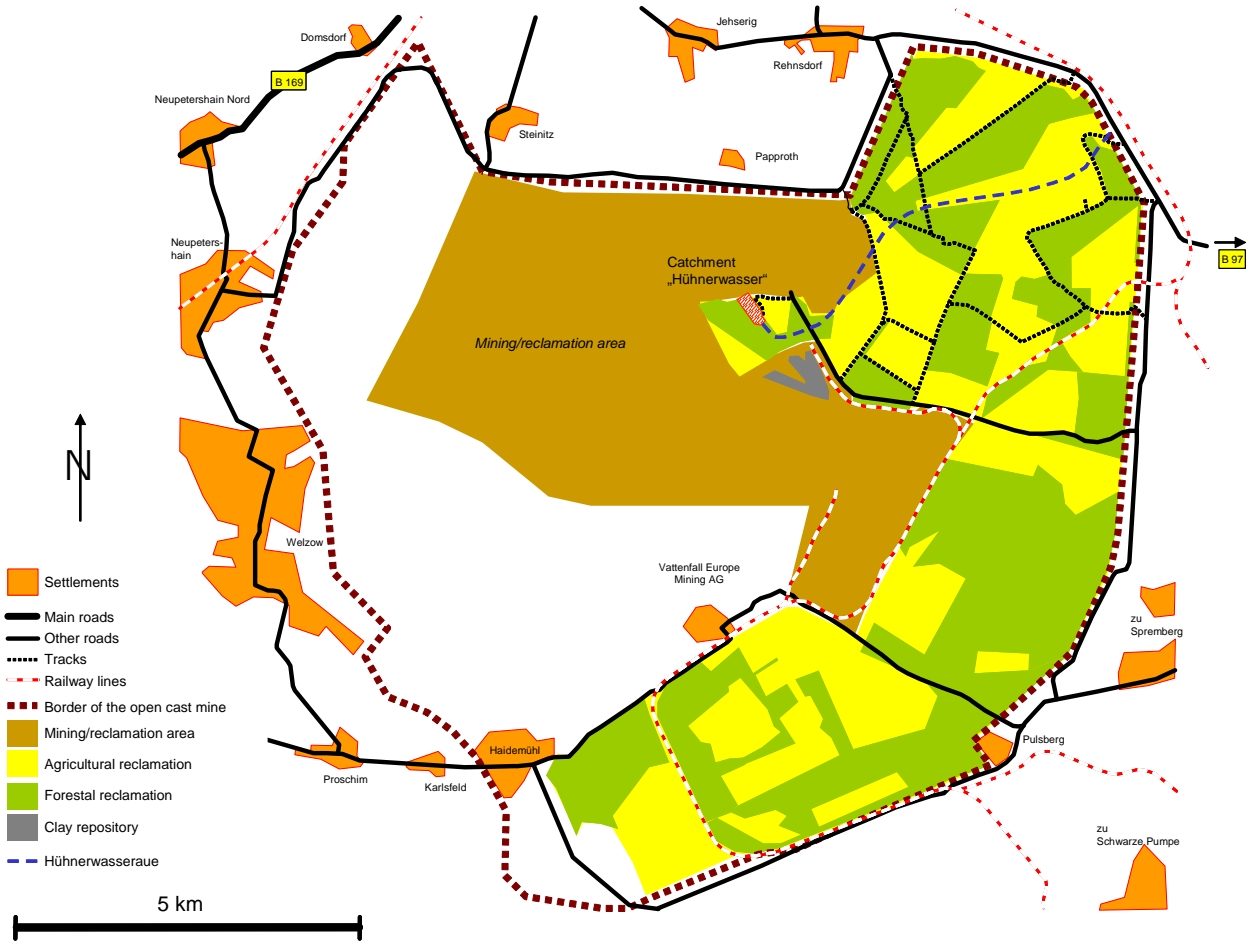 Jehserig
Domsdorf
Rehnsdorf
B 169
Neupetershain Nord
Steinitz
Papproth
Neupeters-
hain
B 97
Catchment
„Hühnerwasser“
Mining/reclamation area
N
Welzow
Vattenfall Europe
Mining AG
Settlements
Main roads
Other roads
Tracks
Railway lines
Border of the open cast mine
Mining/reclamation area
Agricultural reclamation
Forestal reclamation
Clay repository
Hühnerwasseraue
zu
Spremberg
Pulsberg
Haidemühl
Proschim
Karlsfeld
zu
Schwarze Pumpe
5 km